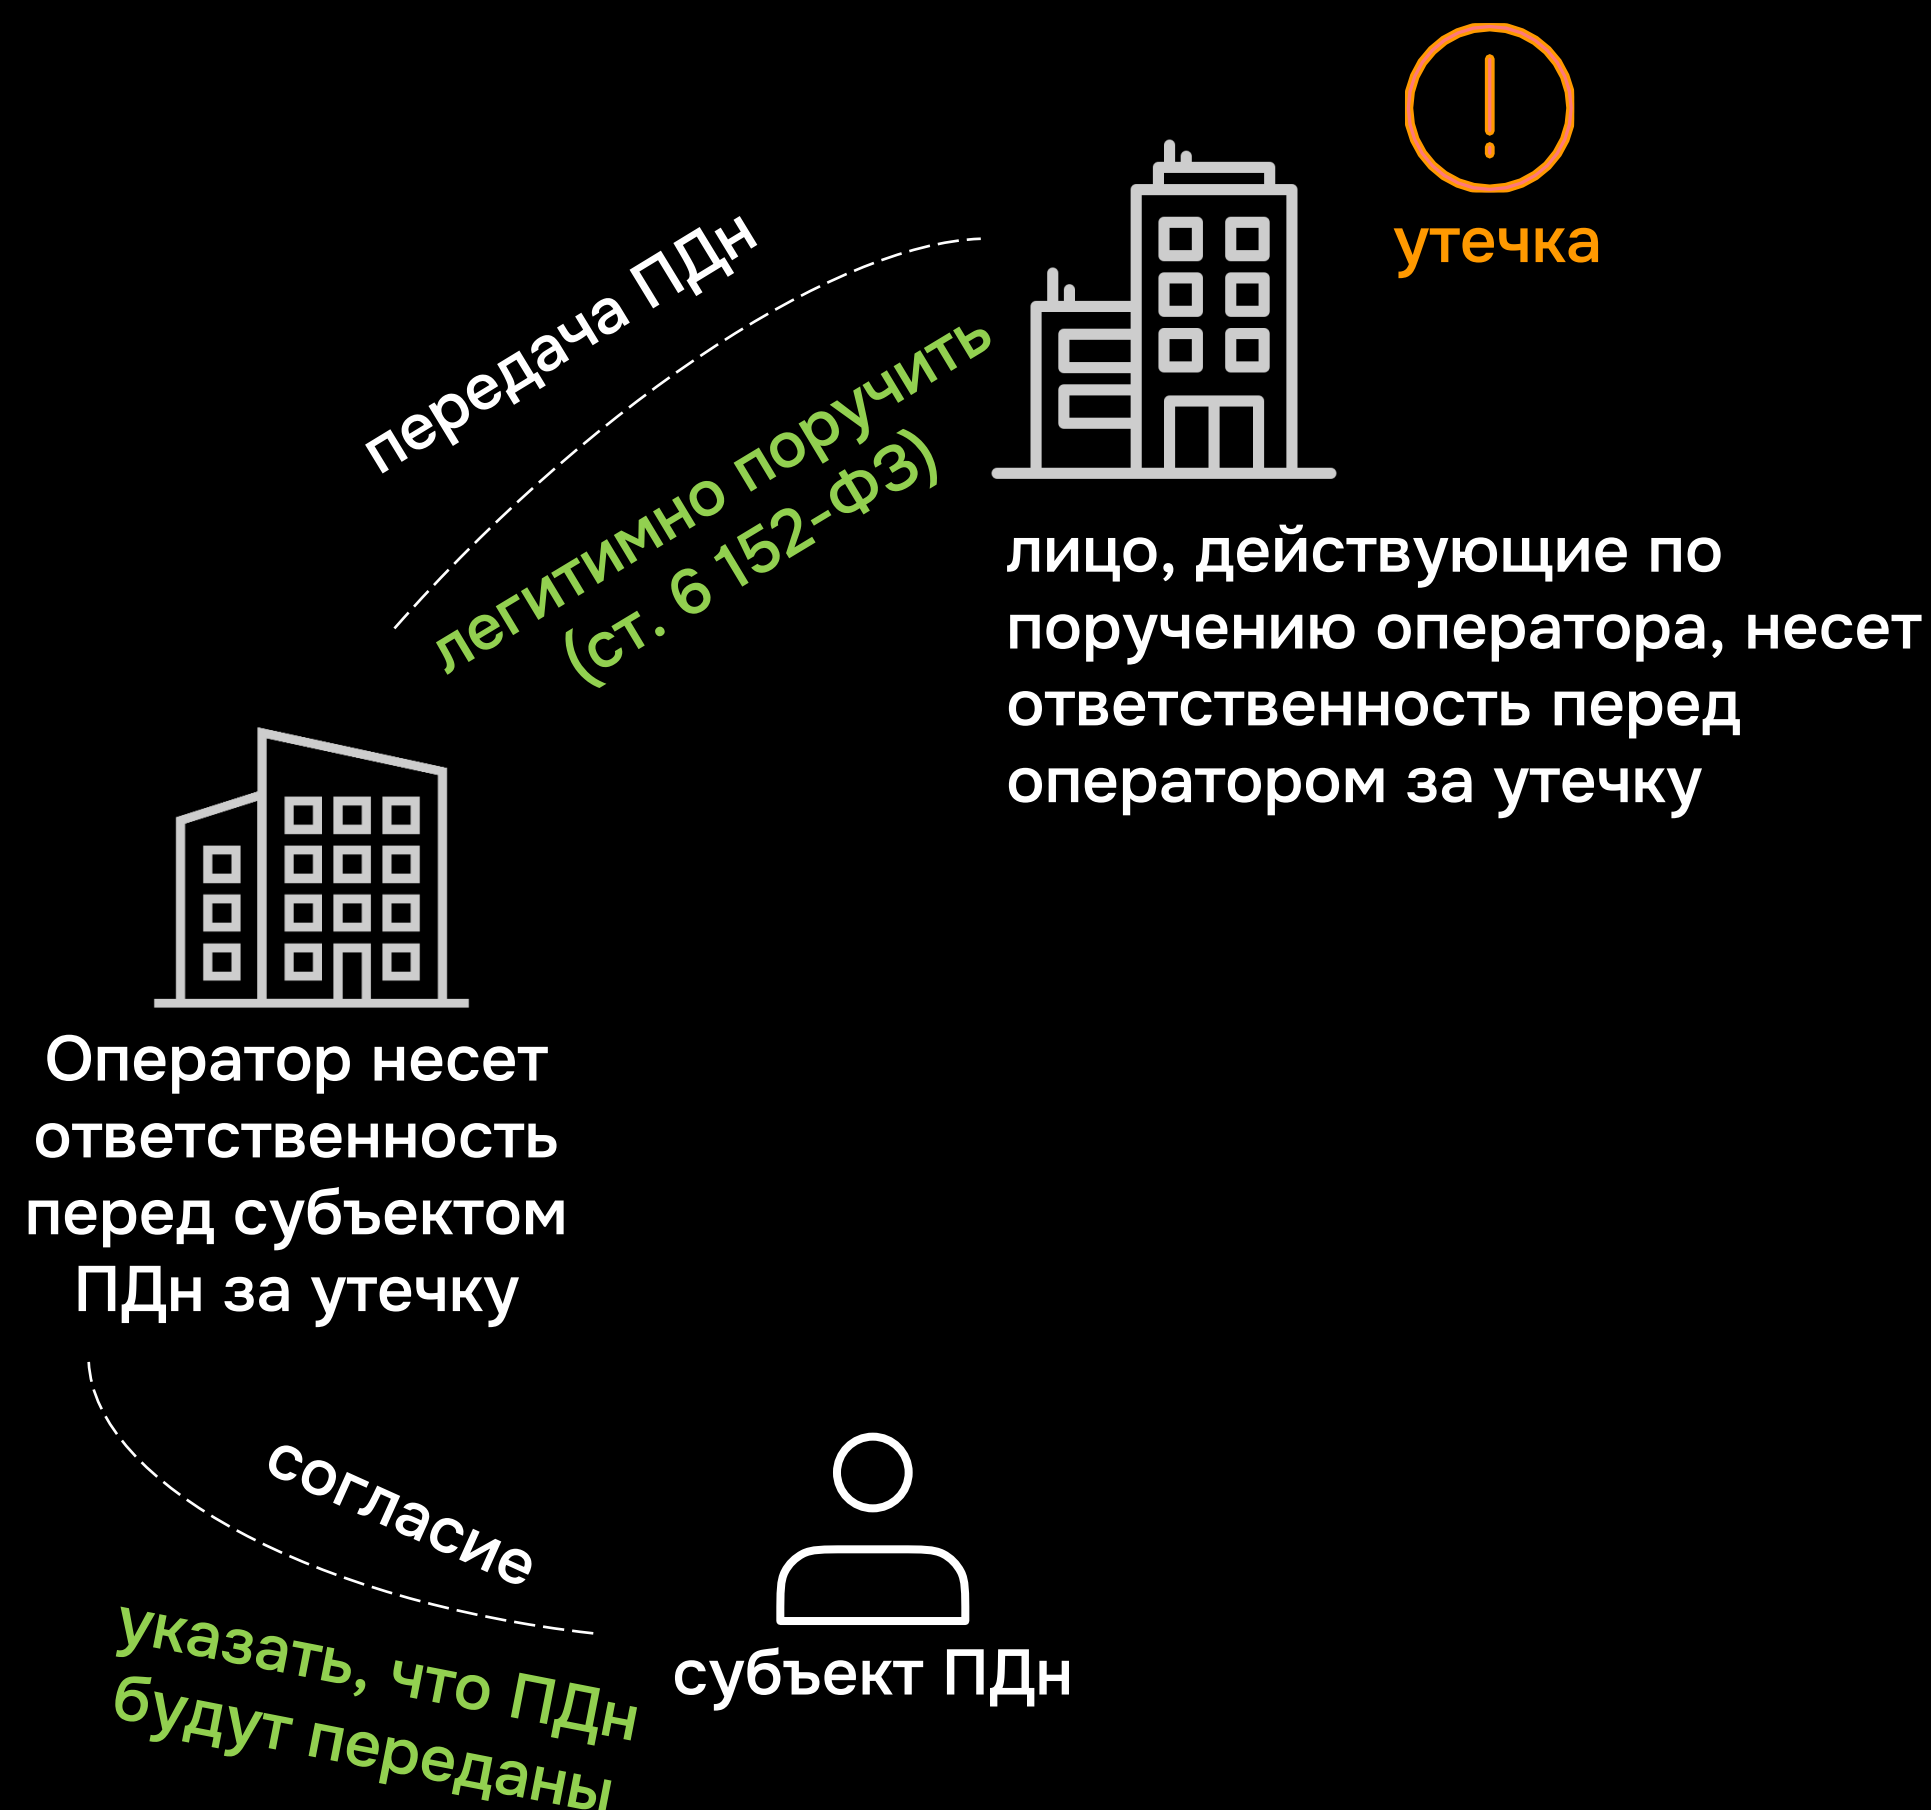 утечка
передача ПДн
легитимно поручить
(ст. 6 152-ФЗ)
лицо, действующие по
поручению оператора, несет
ответственность перед
оператором за утечку
Оператор несет
ответственность
перед субъектом
ПДн за утечку
согласие
указать, что ПДн
будут переданы
субъект ПДн